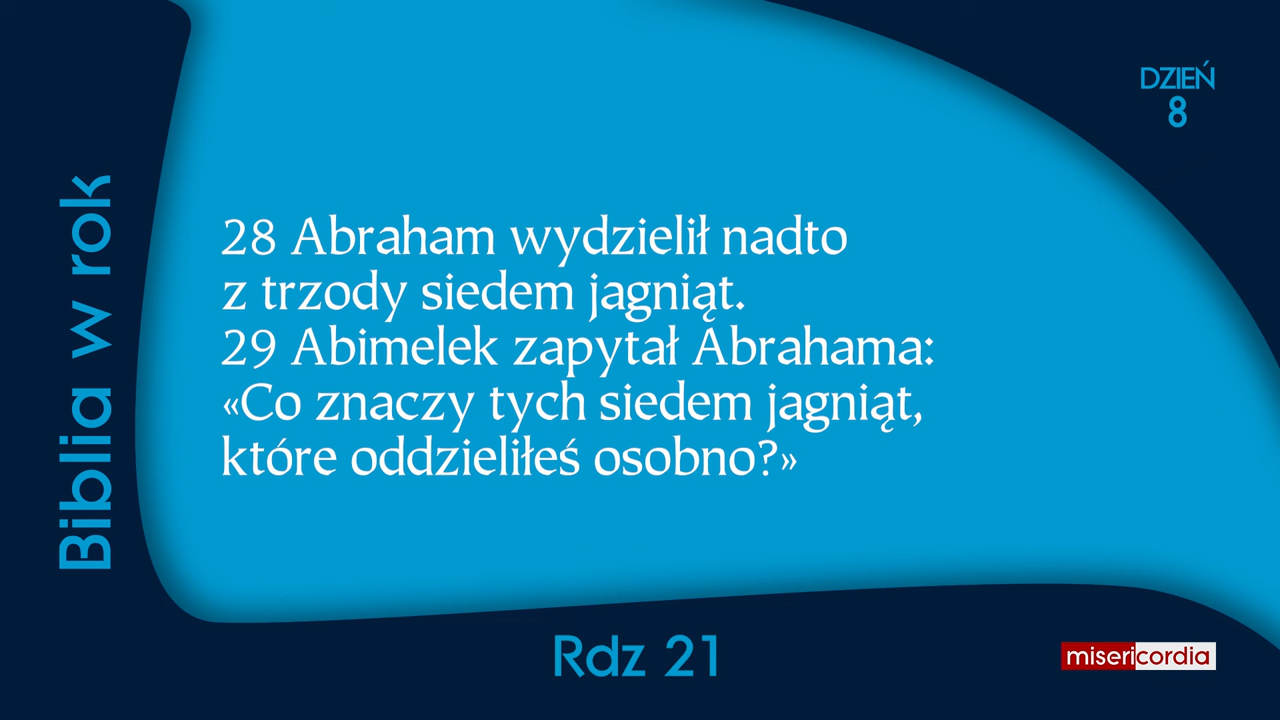 DZIEŃ
8
Biblia w rok
28 Abraham wydzielił nadto
z trzody siedem jagniąt.
29 Abimelek zapytał Abrahama:
«Co znaczy tych siedem jagniąt,
które oddzieliłeś osobno?»
Rdz 21
misericordia